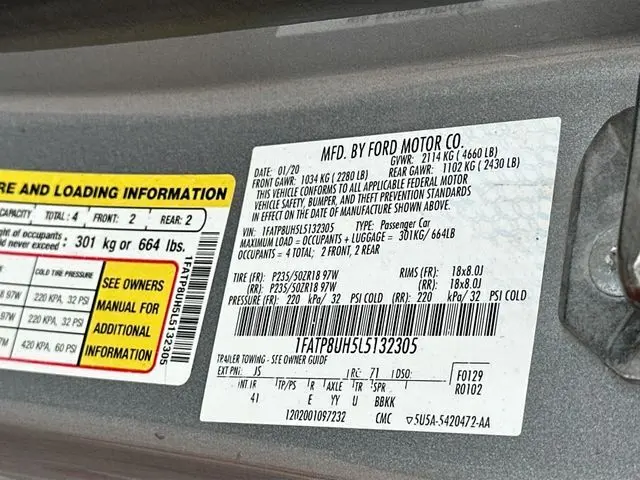 RE AND LOADING INFORMATION
CAPACITY TOTAL : 4 FRONT: 2 REAR: 2
ght of occupants
ld never exceed : 301 kg or 664 lbs.
COLD TIRE PRESSURE
97W 220 KPA, 32 PSI
97W 220 KPA, 32 PSI
420 KPA, 60 PSI
SEE OWNERS
MANUAL FOR
ADDITIONAL
INFORMATION
1FATP8UH5L5132305
MFD. BY FORD MOTOR CO.
DATE: 01/20 GVWR: 2114 KG ( 4660 LB)
FRONT GAWR: 1034 KG ( 2280 LB) REAR GAWR: 1102 KG ( 2430 LB)
THIS VEHICLE CONFORMS TO ALL APPLICABLE FEDERAL MOTOR
VEHICLE SAFETY, BUMPER, AND THEFT PREVENTION STANDARDS
IN EFFECT ON THE DATE OF MANUFACTURE SHOWN ABOVE.
VIN: 1FATP8UH5L5132305 TYPE: Passenger Car
MAXIMUM LOAD = OCCUPANTS + LUGGAGE = 301KG/ 664LB
OCCUPANTS = 4 TOTAL; 2 FRONT, 2 REAR
TIRE (FR): P235/50ZR18 97W RIMS (FR): 18x8.0J
(RR): P235/50ZR18 97W (RR): 18x8.0J
PRESSURE (FR): 220 kPa/ 32 PSI COLD (RR): 220 kPa/ 32 PSI COLD
1FATP8UH5L5132305
TRAILER TOWING - SEE OWNER GUIDE
EXT PNT: JS RC: 71 DSO: F0129
INT TR TP/PS R AXLE TR SPR R0102
41 E YY U BBKK
1202001097232 CMC 5U5A-5420472-AA